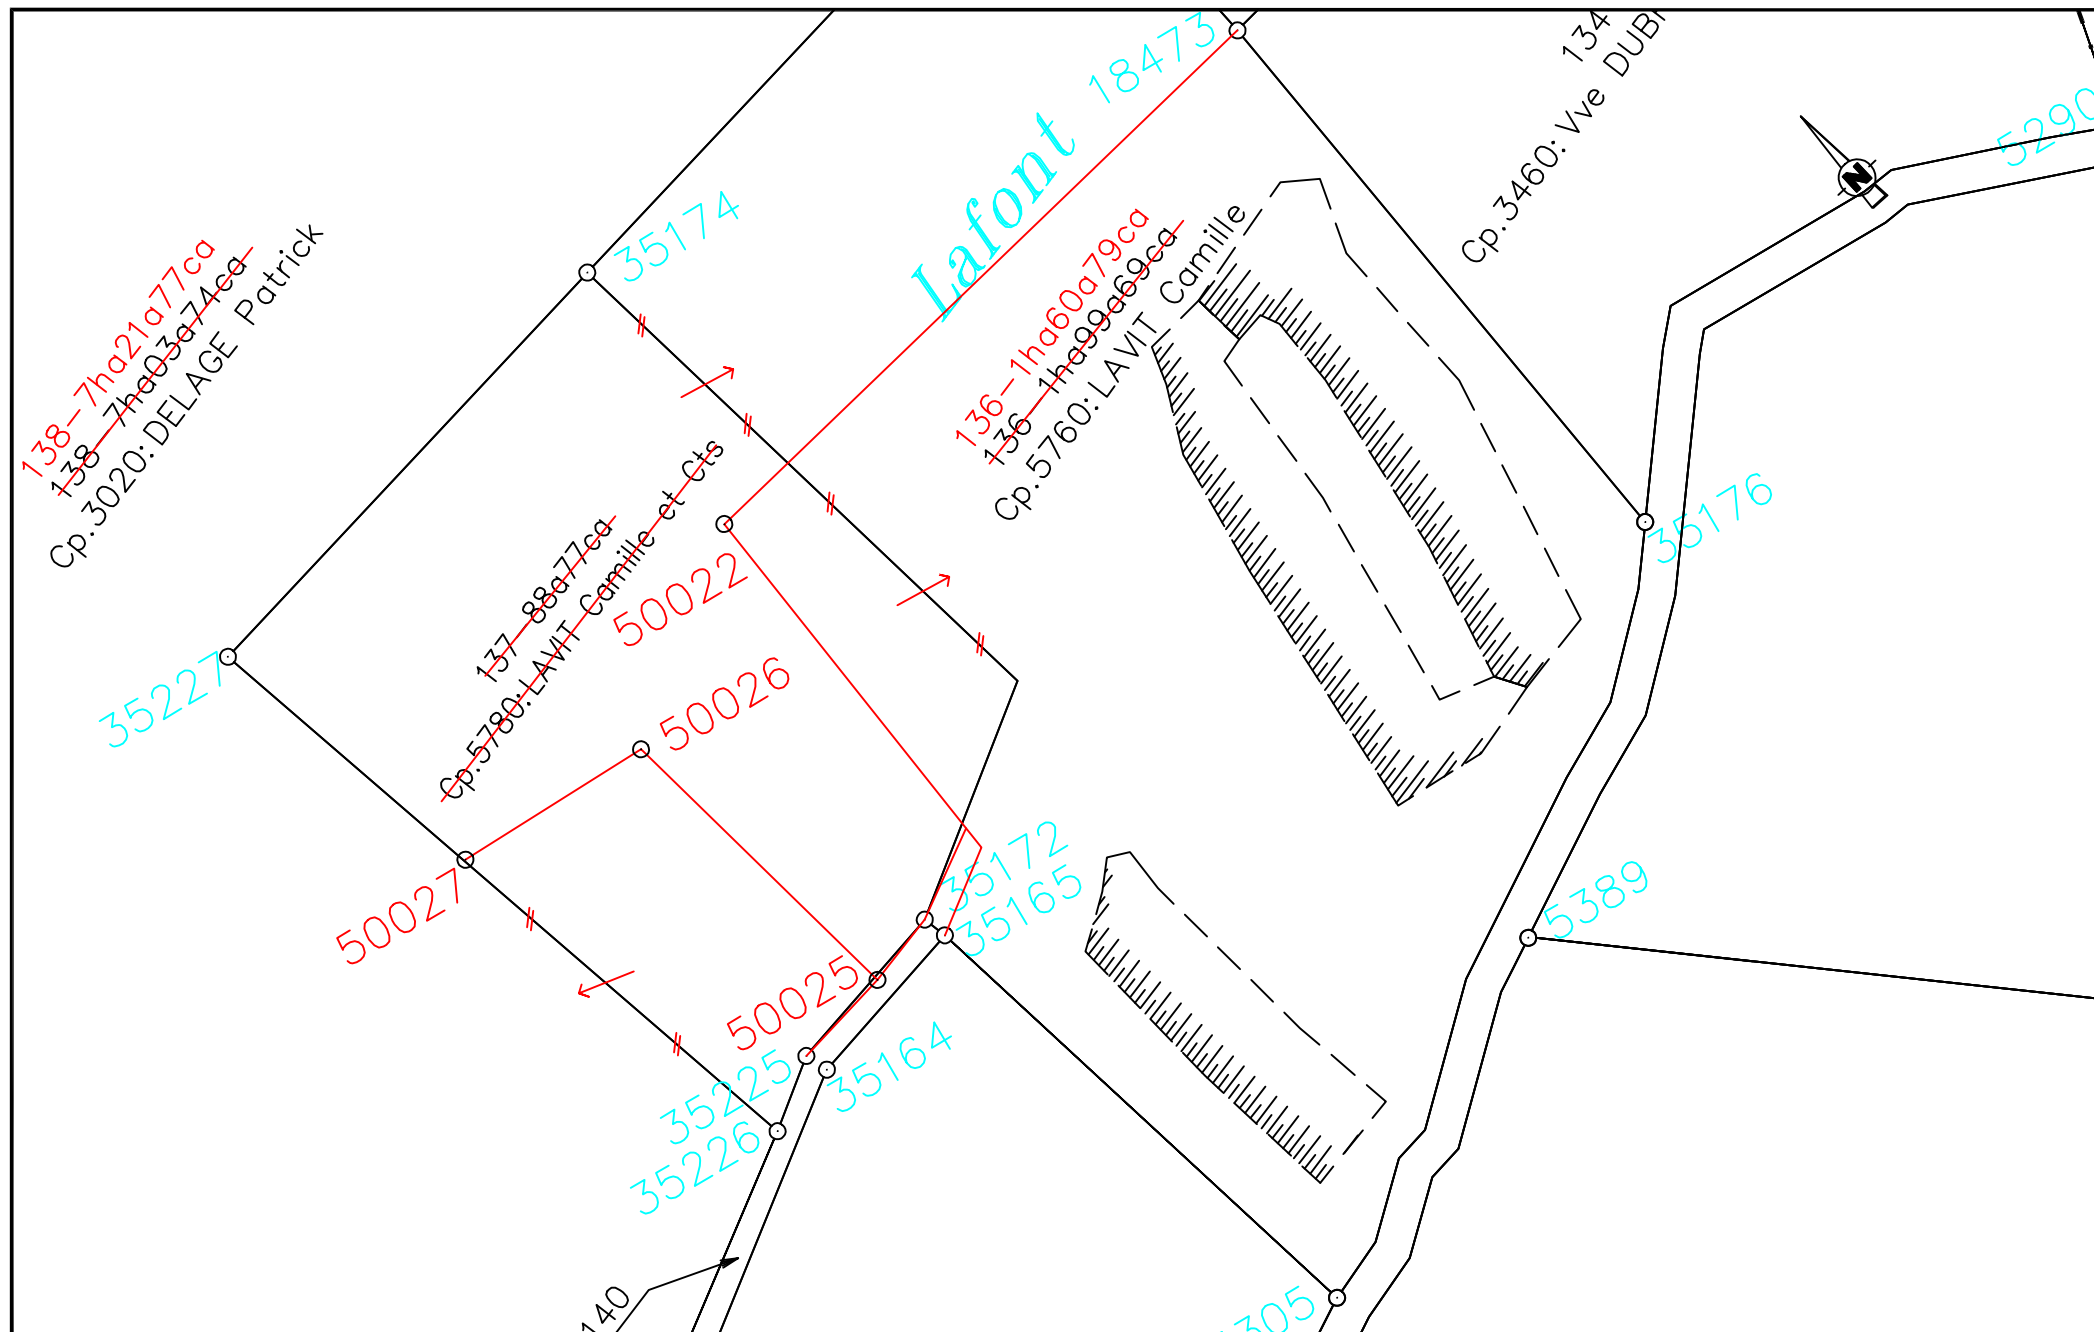 18473
134
Cp.3460: Vve
5290
N
Lafont
35174
138-7ha21a77ca
138 7ha03a74ca
Cp.3020: DELAGE Patrick
136-1ha60a79ca
136 1ha99a69ca
Cp.5760: LAVIT Camille
137 88a77ca
Cp.5780: LAVIT Camille et Cts
35176
50022
35227
50026
50027
35172
35165
5389
50025
35225
35164
35226
140
305